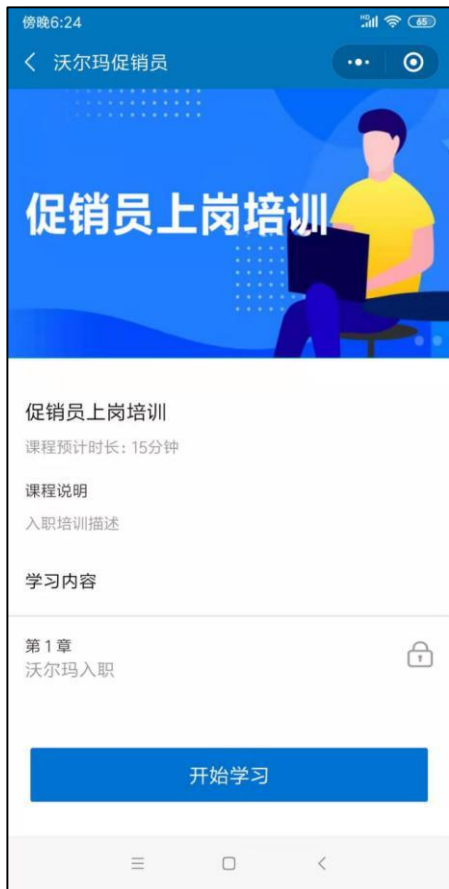 傍晚6:24
HD
65
沃尔玛促销员
促销员上岗培训
促销员上岗培训
课程预计时长：15分钟
课程说明
入职培训描述
学习内容
第1章
沃尔玛入职
开始学习